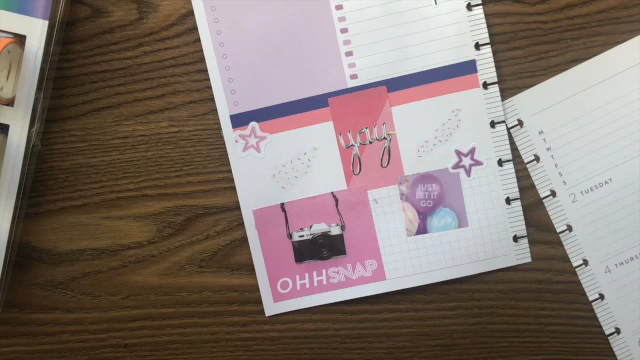 yay
JUST
LET IT
GO
OHHSNAP
M
T
W
T
F
S
S
2 TUESDAY
4 THURS